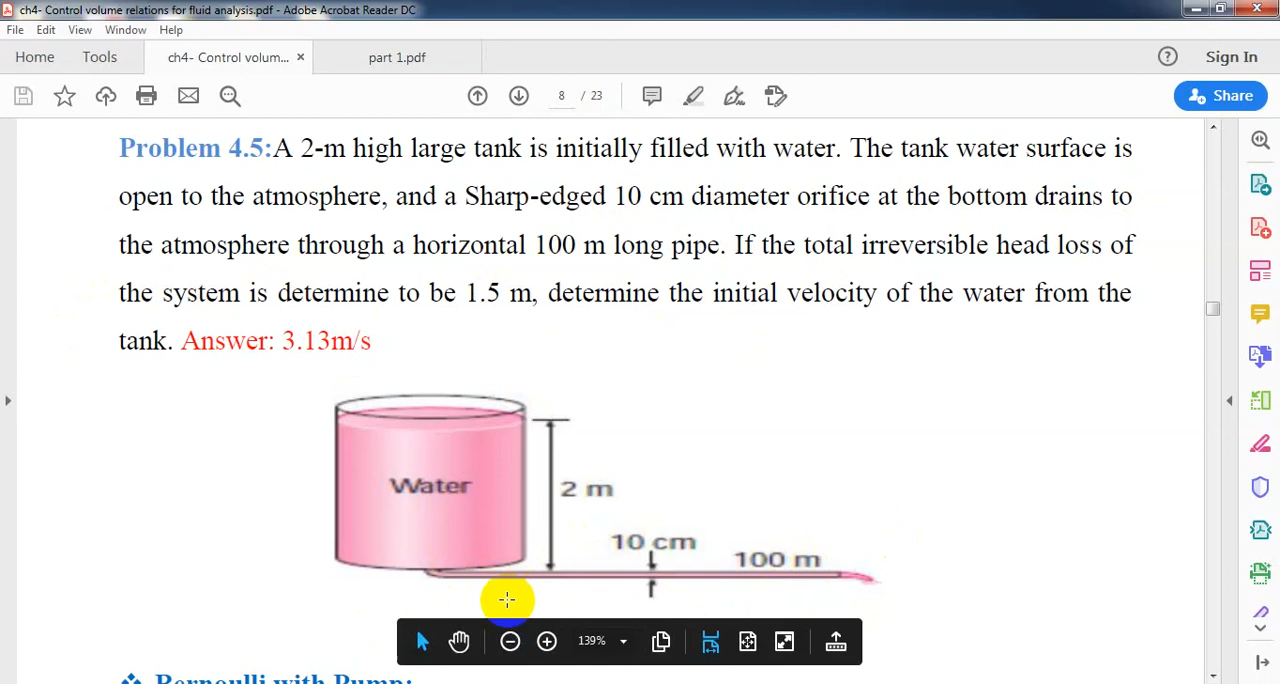 ch4- Control volume relations for fluid analysis.pdf - Adobe Acrobat Reader DC
File Edit View Window Help
Home Tools ch4- Control volum... × part 1.pdf Sign In
8 / 23 Share
Problem 4.5:A 2-m high large tank is initially filled with water. The tank water surface is
open to the atmosphere, and a Sharp-edged 10 cm diameter orifice at the bottom drains to
the atmosphere through a horizontal 100 m long pipe. If the total irreversible head loss of
the system is determine to be 1.5 m, determine the initial velocity of the water from the
tank. Answer: 3.13m/s
Water
2 m
10 cm
100 m
139%
Bernoulli with Pump: